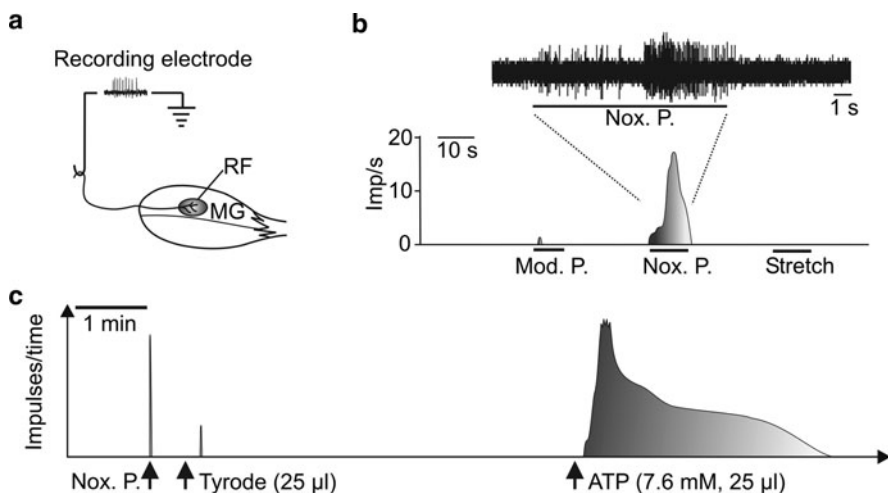 a
Recording electrode
RF
MG
b
1 s
Nox. P.
20
10 s
Imp/s
10
0
Mod. P.
Nox. P.
Stretch
c
1 min
Impulses/time
Nox. P.
Tyrode (25 µl)
ATP (7.6 mM, 25 µl)